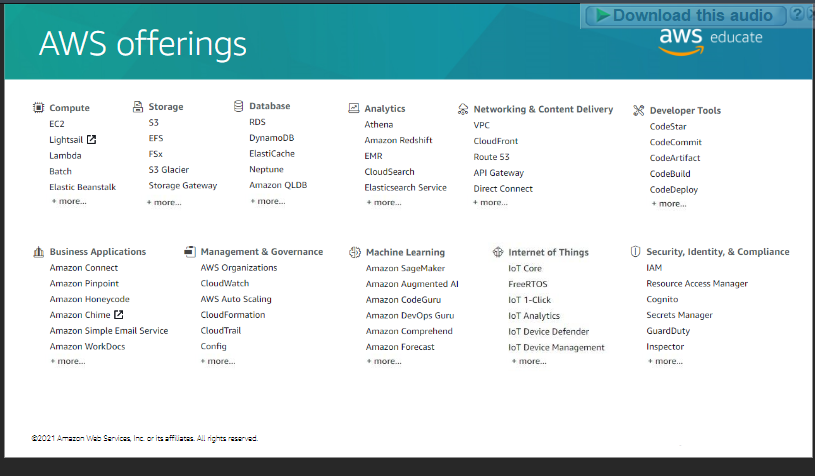 Download this audio ?
AWS offerings
aws educate
Compute
EC2
Lightsail
Lambda
Batch
Elastic Beanstalk
+ more...
Storage
S3
EFS
FSx
S3 Glacier
Storage Gateway
+ more...
Database
RDS
DynamoDB
ElastiCache
Neptune
Amazon QLDB
+ more...
Analytics
Athena
Amazon Redshift
EMR
CloudSearch
Elasticsearch Service
+ more...
Networking & Content Delivery
VPC
CloudFront
Route 53
API Gateway
Direct Connect
+ more...
Developer Tools
CodeStar
CodeCommit
CodeArtifact
CodeBuild
CodeDeploy
+ more...
Business Applications
Amazon Connect
Amazon Pinpoint
Amazon Honeycode
Amazon Chime
Amazon Simple Email Service
Amazon WorkDocs
+ more...
Management & Governance
AWS Organizations
CloudWatch
AWS Auto Scaling
CloudFormation
CloudTrail
Config
+ more...
Machine Learning
Amazon SageMaker
Amazon Augmented AI
Amazon CodeGuru
Amazon DevOps Guru
Amazon Comprehend
Amazon Forecast
+ more...
Internet of Things
IoT Core
FreeRTOS
IoT 1-Click
IoT Analytics
IoT Device Defender
IoT Device Management
+ more...
Security, Identity, & Compliance
IAM
Resource Access Manager
Cognito
Secrets Manager
GuardDuty
Inspector
+ more...
©2021 Amazon Web Services, Inc. or its affiliates. All rights reserved.